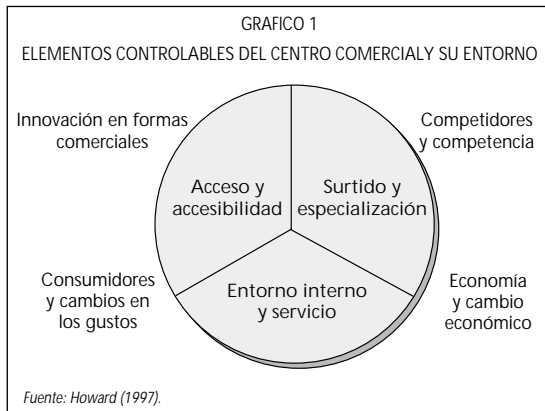 GRAFICO 1
ELEMENTOS CONTROLABLES DEL CENTRO COMERCIALY SU ENTORNO
Innovación en formas
comerciales
Competidores
y competencia
Acceso y
accesibilidad
Surtido y
especialización
Consumidores
y cambios en
los gustos
Entorno interno
y servicio
Economía
y cambio
económico
Fuente: Howard (1997).